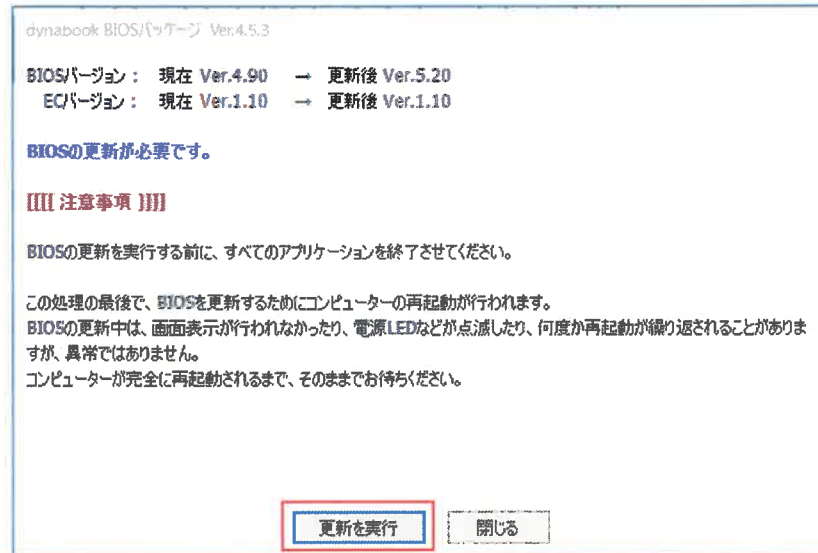 dynabook BIOSパッケージ Ver.4.5.3
BIOSバージョン： 現在 Ver.4.90 → 更新後 Ver.5.20
ECバージョン： 現在 Ver.1.10 → 更新後 Ver.1.10
BIOSの更新が必要です。
[[[[ 注意事項 ]]]]
BIOSの更新を実行する前に、すべてのアプリケーションを終了させてください。
この処理の最後で、BIOSを更新するためにコンピューターの再起動が行われます。
BIOSの更新中は、画面表示が行われなかったり、電源LEDなどが点滅したり、何度か再起動が繰り返されることがありま
すが、異常ではありません。
コンピューターが完全に再起動されるまで、そのままでお待ちください。
更新を実行 閉じる